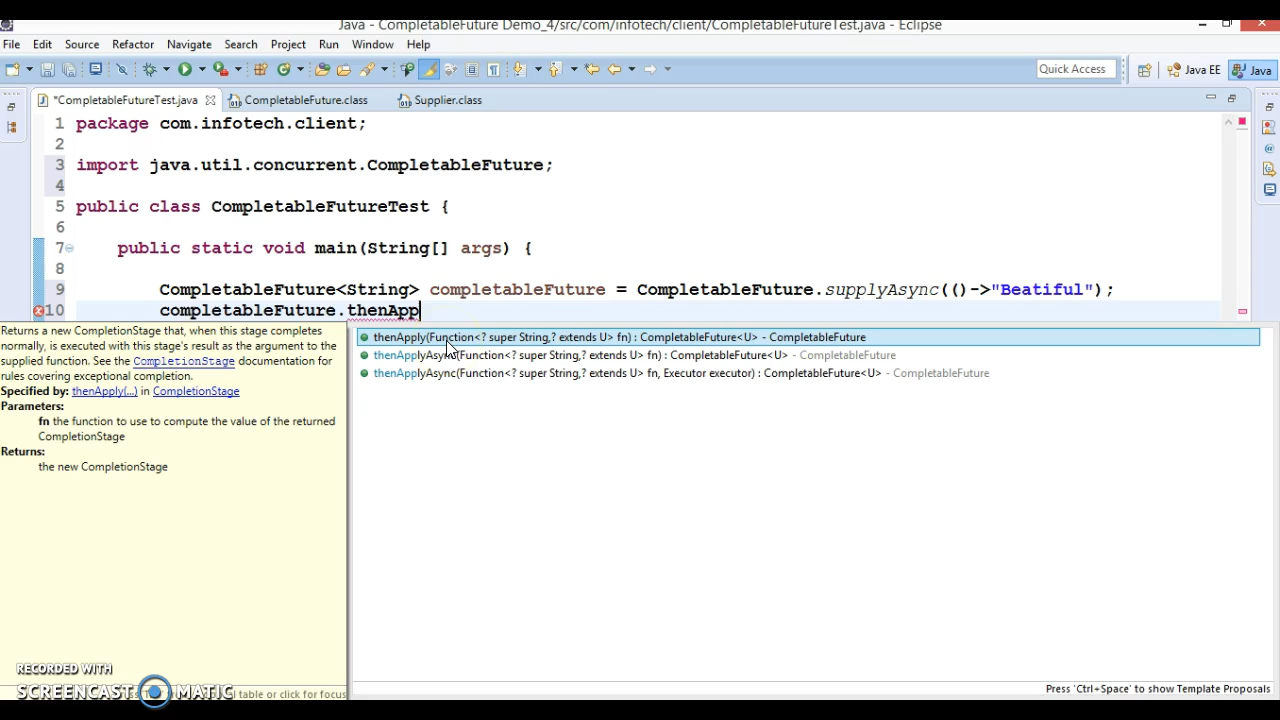 Java - CompletableFuture Demo_4/src/com/infotech/client/CompletableFutureTest.java - Eclipse
File Edit Source Refactor Navigate Search Project Run Window Help
Quick Access Java EE Java
*CompletableFutureTest.java CompletableFuture.class Supplier.class
1 package com.infotech.client;
2
3 import java.util.concurrent.CompletableFuture;
4
5 public class CompletableFutureTest {
6
7 public static void main(String[] args) {
8
9 CompletableFuture<String> completableFuture = CompletableFuture.supplyAsync(()->"Beatiful");
10 completableFuture.thenApp
Returns a new CompletionStage that, when this stage completes
normally, is executed with this stage's result as the argument to the
supplied function. See the CompletionStage documentation for
rules covering exceptional completion.
Specified by: thenApply(...) in CompletionStage
Parameters:
fn the function to use to compute the value of the returned
CompletionStage
Returns:
the new CompletionStage
thenApply(Function<? super String,? extends U> fn) : CompletableFuture<U> - CompletableFuture
thenApplyAsync(Function<? super String,? extends U> fn) : CompletableFuture<U> - CompletableFuture
thenApplyAsync(Function<? super String,? extends U> fn, Executor executor) : CompletableFuture<U> - CompletableFuture
RECORDED WITH
SCREENCAST MATIC
table or click for focus
Press 'Ctrl+Space' to show Template Proposals